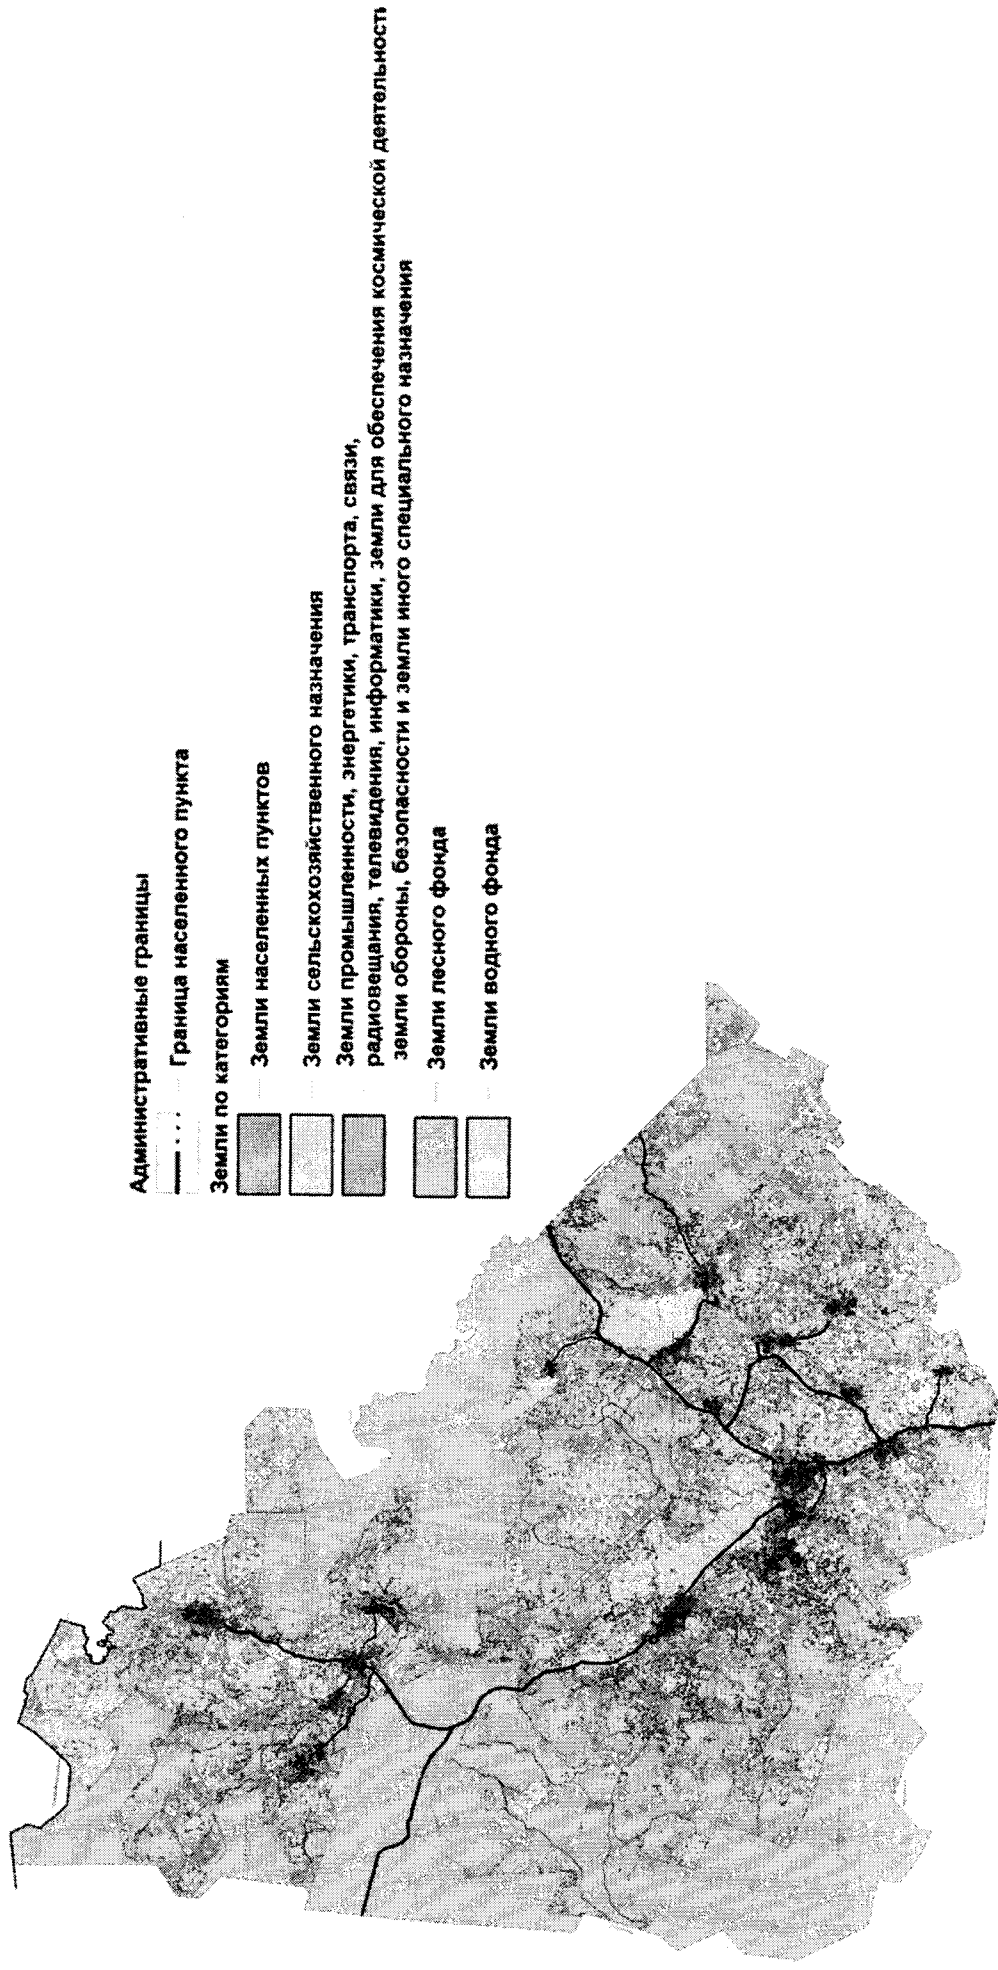 Административные границы
Граница населенного пункта
Земли по категориям
Земли населенных пунктов
Земли сельскохозяйственного назначения
Земли промышленности, энергетики, транспорта, связи,
радиовещания, телевидения, информатики, земли для обеспечения космической деятельности
земли обороны, безопасности и земли иного специального назначения
Земли лесного фонда
Земли водного фонда